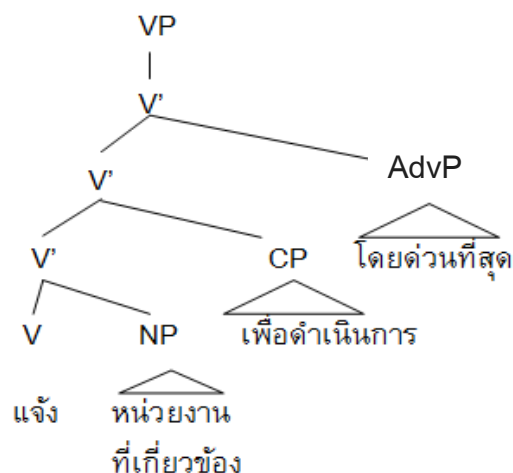 VP
V'
V'
AdvP
V'
CP
โดยด่วนที่สุด
V
NP
เพื่อดำเนินการ
แจ้ง
หน่วยงาน
ที่เกี่ยวข้อง